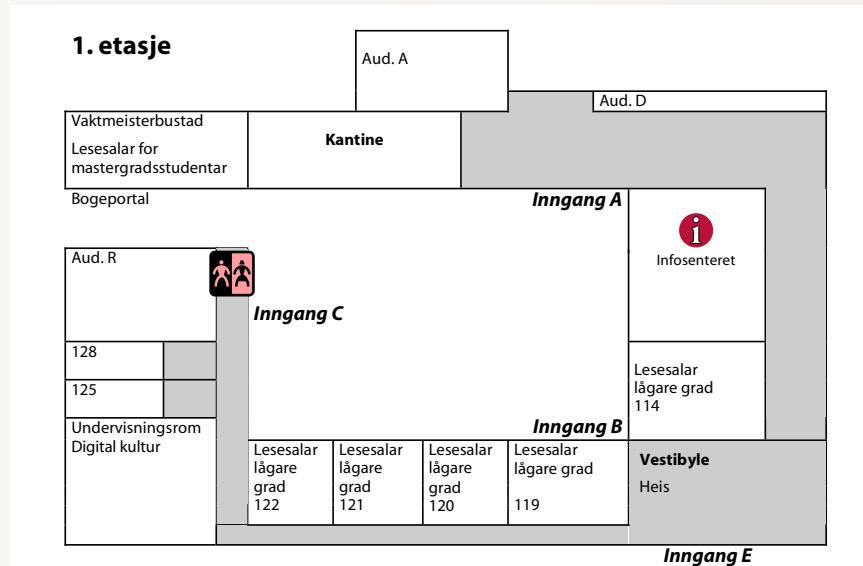 1. etasje
Aud. A
Aud. D
Vaktmeisterbustad
Lesesalar for
mastergradsstudentar
Kantine
Bogeportal
Inngang A
i
Infosenteret
Aud. R
Inngang C
128
125
Lesesalar
lågare grad
114
Undervisningsrom
Digital kultur
Inngang B
Lesesalar
lågare
grad
122
Lesesalar
lågare
grad
121
Lesesalar
lågare
grad
120
Lesesalar
lågare grad
119
Vestibyle
Heis
Inngang E